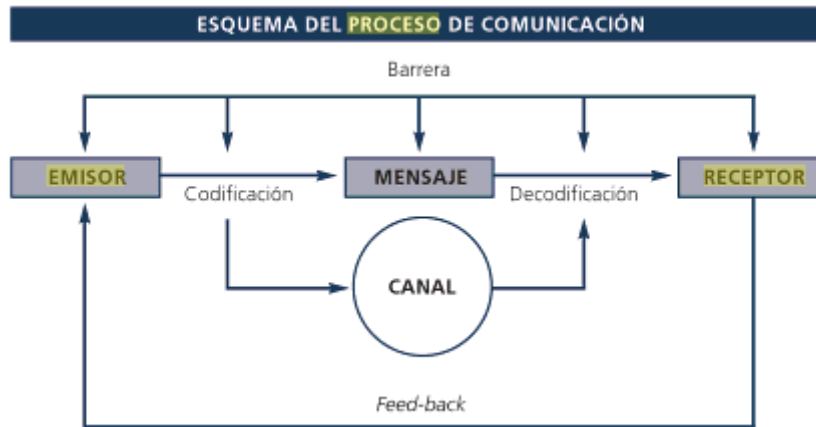 ESQUEMA DEL PROCESO DE COMUNICACIÓN
Barrera
EMISOR
MENSAJE
RECEPTOR
Codificación
Decodificación
CANAL
Feed-back